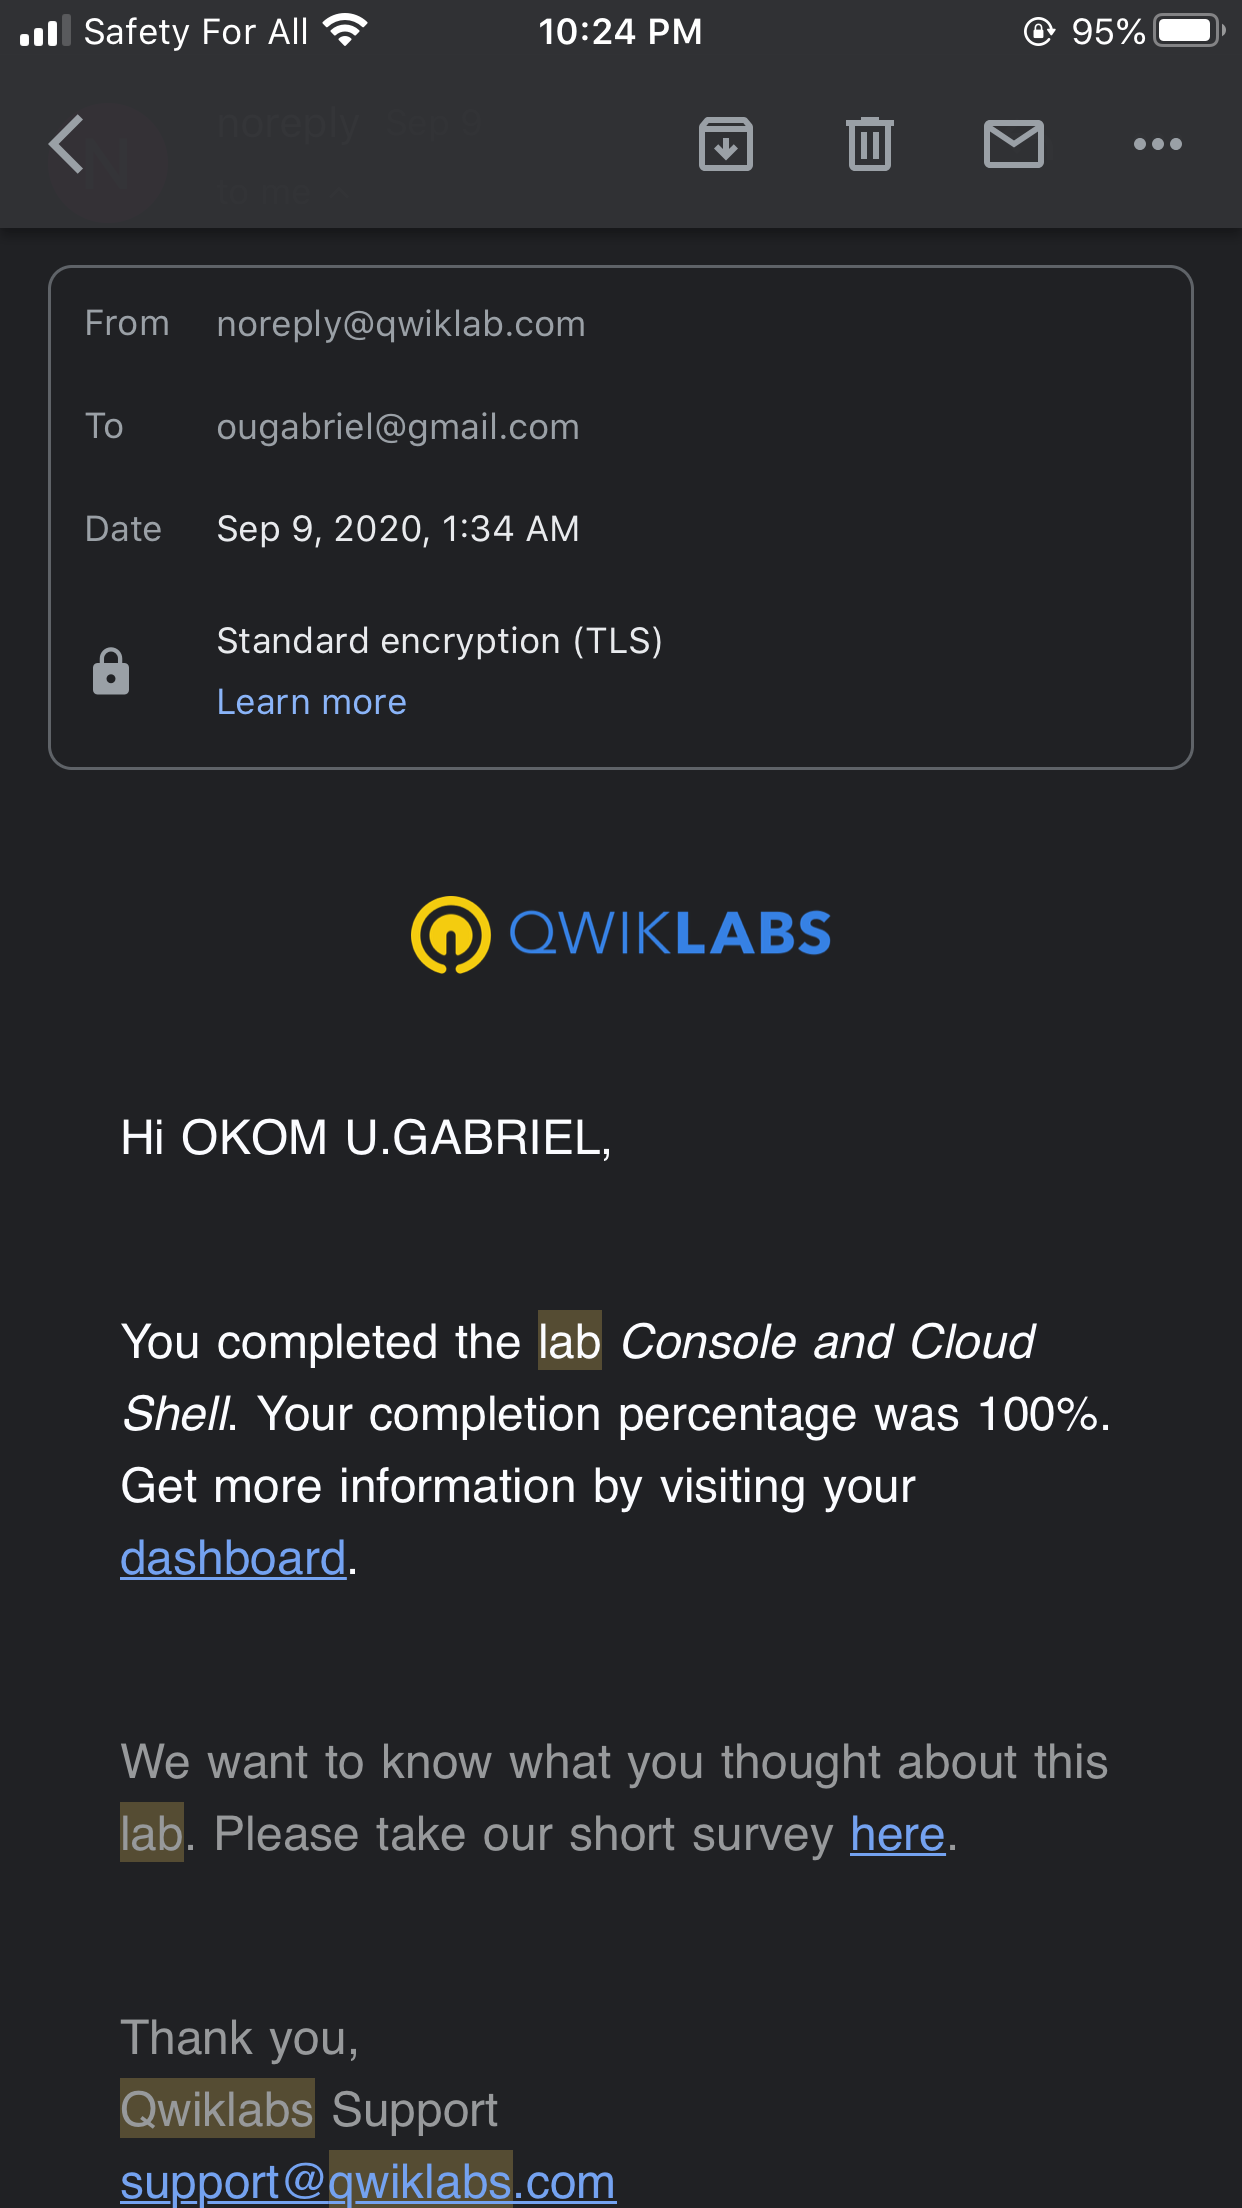 Safety For All 10:24 PM 95%
noreply Sep 9
to me
N
From noreply@qwiklab.com
To ougabriel@gmail.com
Date Sep 9, 2020, 1:34 AM
Standard encryption (TLS)
Learn more
QWIKLABS
Hi OKOM U.GABRIEL,
You completed the lab Console and Cloud
Shell. Your completion percentage was 100%.
Get more information by visiting your
dashboard.
We want to know what you thought about this
lab. Please take our short survey here.
Thank you,
Qwiklabs Support
support@qwiklabs.com